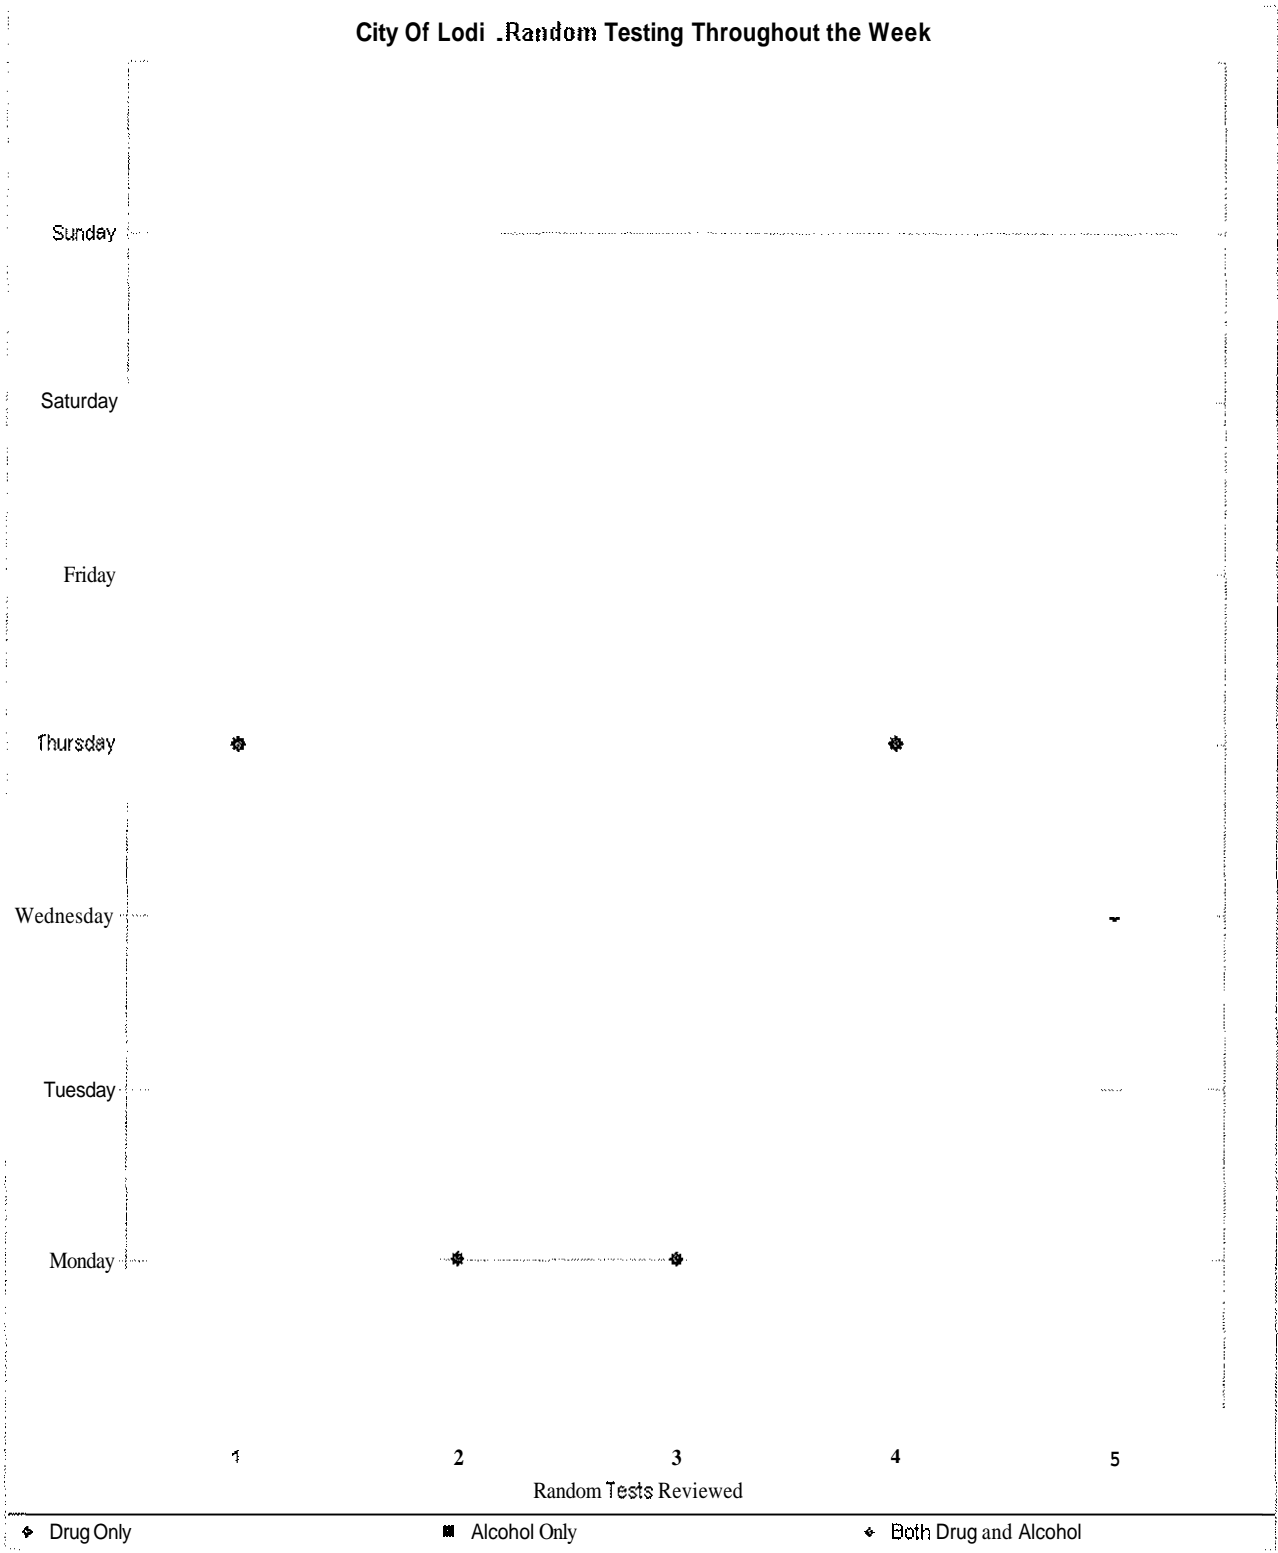 City Of Lodi - Random Testing Throughout the Week
Sunday
Saturday
Friday
Thursday
Wednesday
Tuesday
Monday
1 2 3 4 5
Random Tests Reviewed
Drug Only Alcohol Only Both Drug and Alcohol